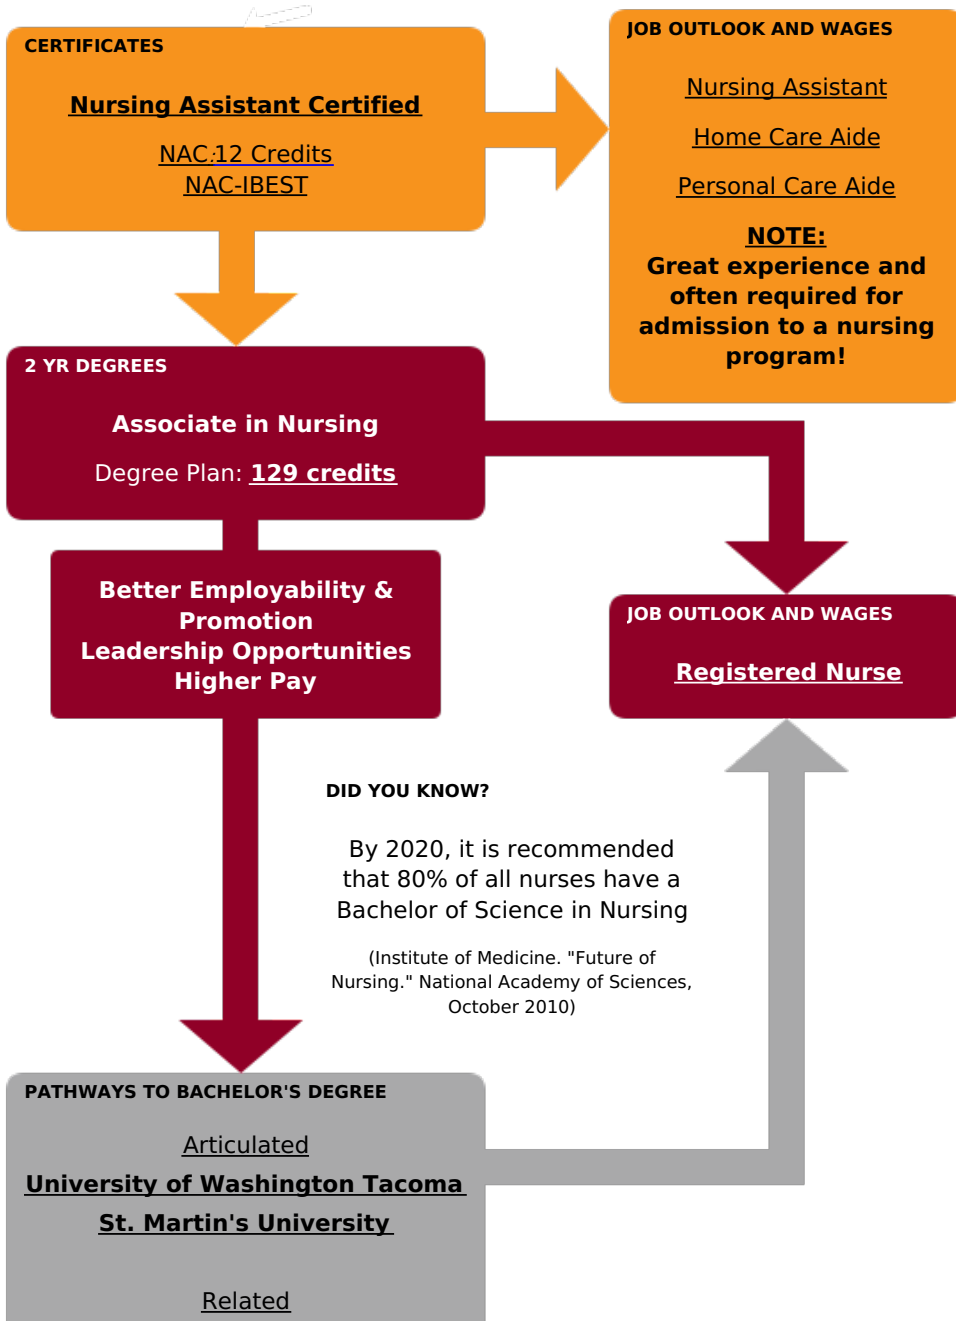 CERTIFICATES
Nursing Assistant Certified
NAC:12 Credits
NAC-IBEST
JOB OUTLOOK AND WAGES
Nursing Assistant
Home Care Aide
Personal Care Aide
NOTE:
Great experience and
often required for
admission to a nursing
program!
2 YR DEGREES
Associate in Nursing
Degree Plan: 129 credits
Better Employability &
Promotion
Leadership Opportunities
Higher Pay
JOB OUTLOOK AND WAGES
Registered Nurse
DID YOU KNOW?
By 2020, it is recommended
that 80% of all nurses have a
Bachelor of Science in Nursing
(Institute of Medicine. "Future of
Nursing." National Academy of Sciences,
October 2010)
PATHWAYS TO BACHELOR'S DEGREE
Articulated
University of Washington Tacoma
St. Martin's University
Related